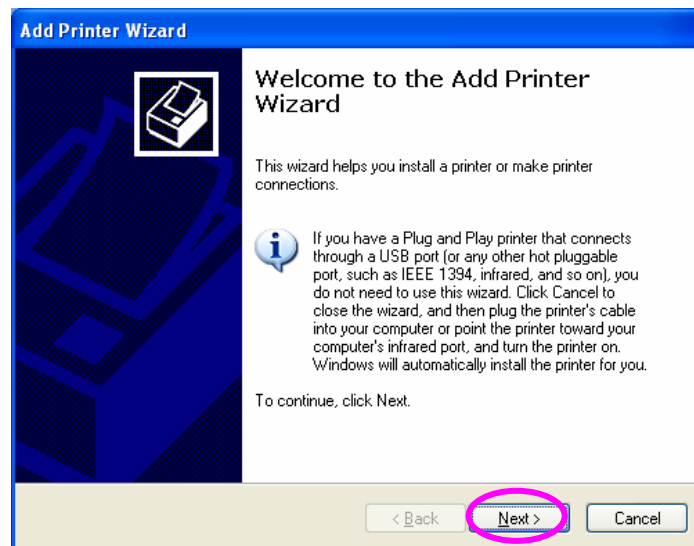 Add Printer Wizard
Welcome to the Add Printer
Wizard
This wizard helps you install a printer or make printer
connections.
If you have a Plug and Play printer that connects
through a USB port (or any other hot pluggable
port, such as IEEE 1394, infrared, and so on), you
do not need to use this wizard. Click Cancel to
close the wizard, and then plug the printer's cable
into your computer or point the printer toward your
computer's infrared port, and turn the printer on.
Windows will automatically install the printer for you.
To continue, click Next.
< Back Next > Cancel